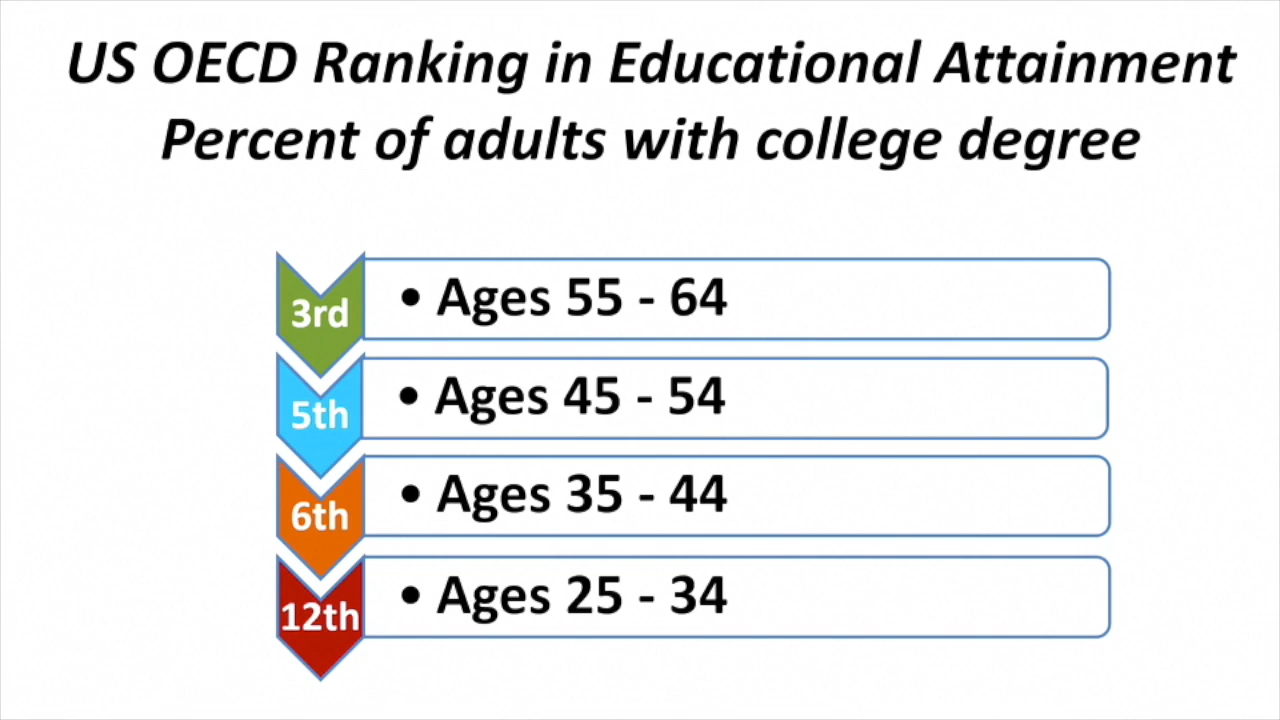 US OECD Ranking in Educational Attainment
Percent of adults with college degree
3rd
• Ages 55 - 64
5th
• Ages 45 - 54
6th
• Ages 35 - 44
12th
• Ages 25 - 34